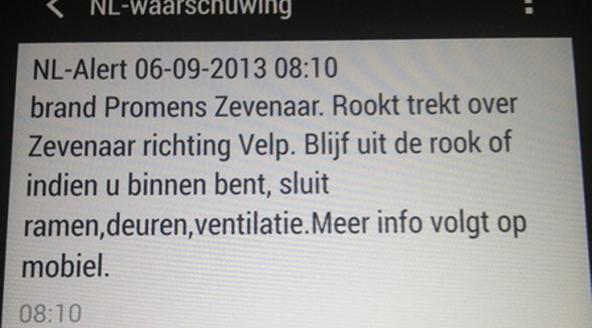 NL-waarschuwing
NL-Alert 06-09-2013 08:10
brand Promens Zevenaar. Rookt trekt over
Zevenaar richting Velp. Blijf uit de rook of
indien u binnen bent, sluit
ramen,deuren,ventilatie.Meer info volgt op
mobiel.
08:10